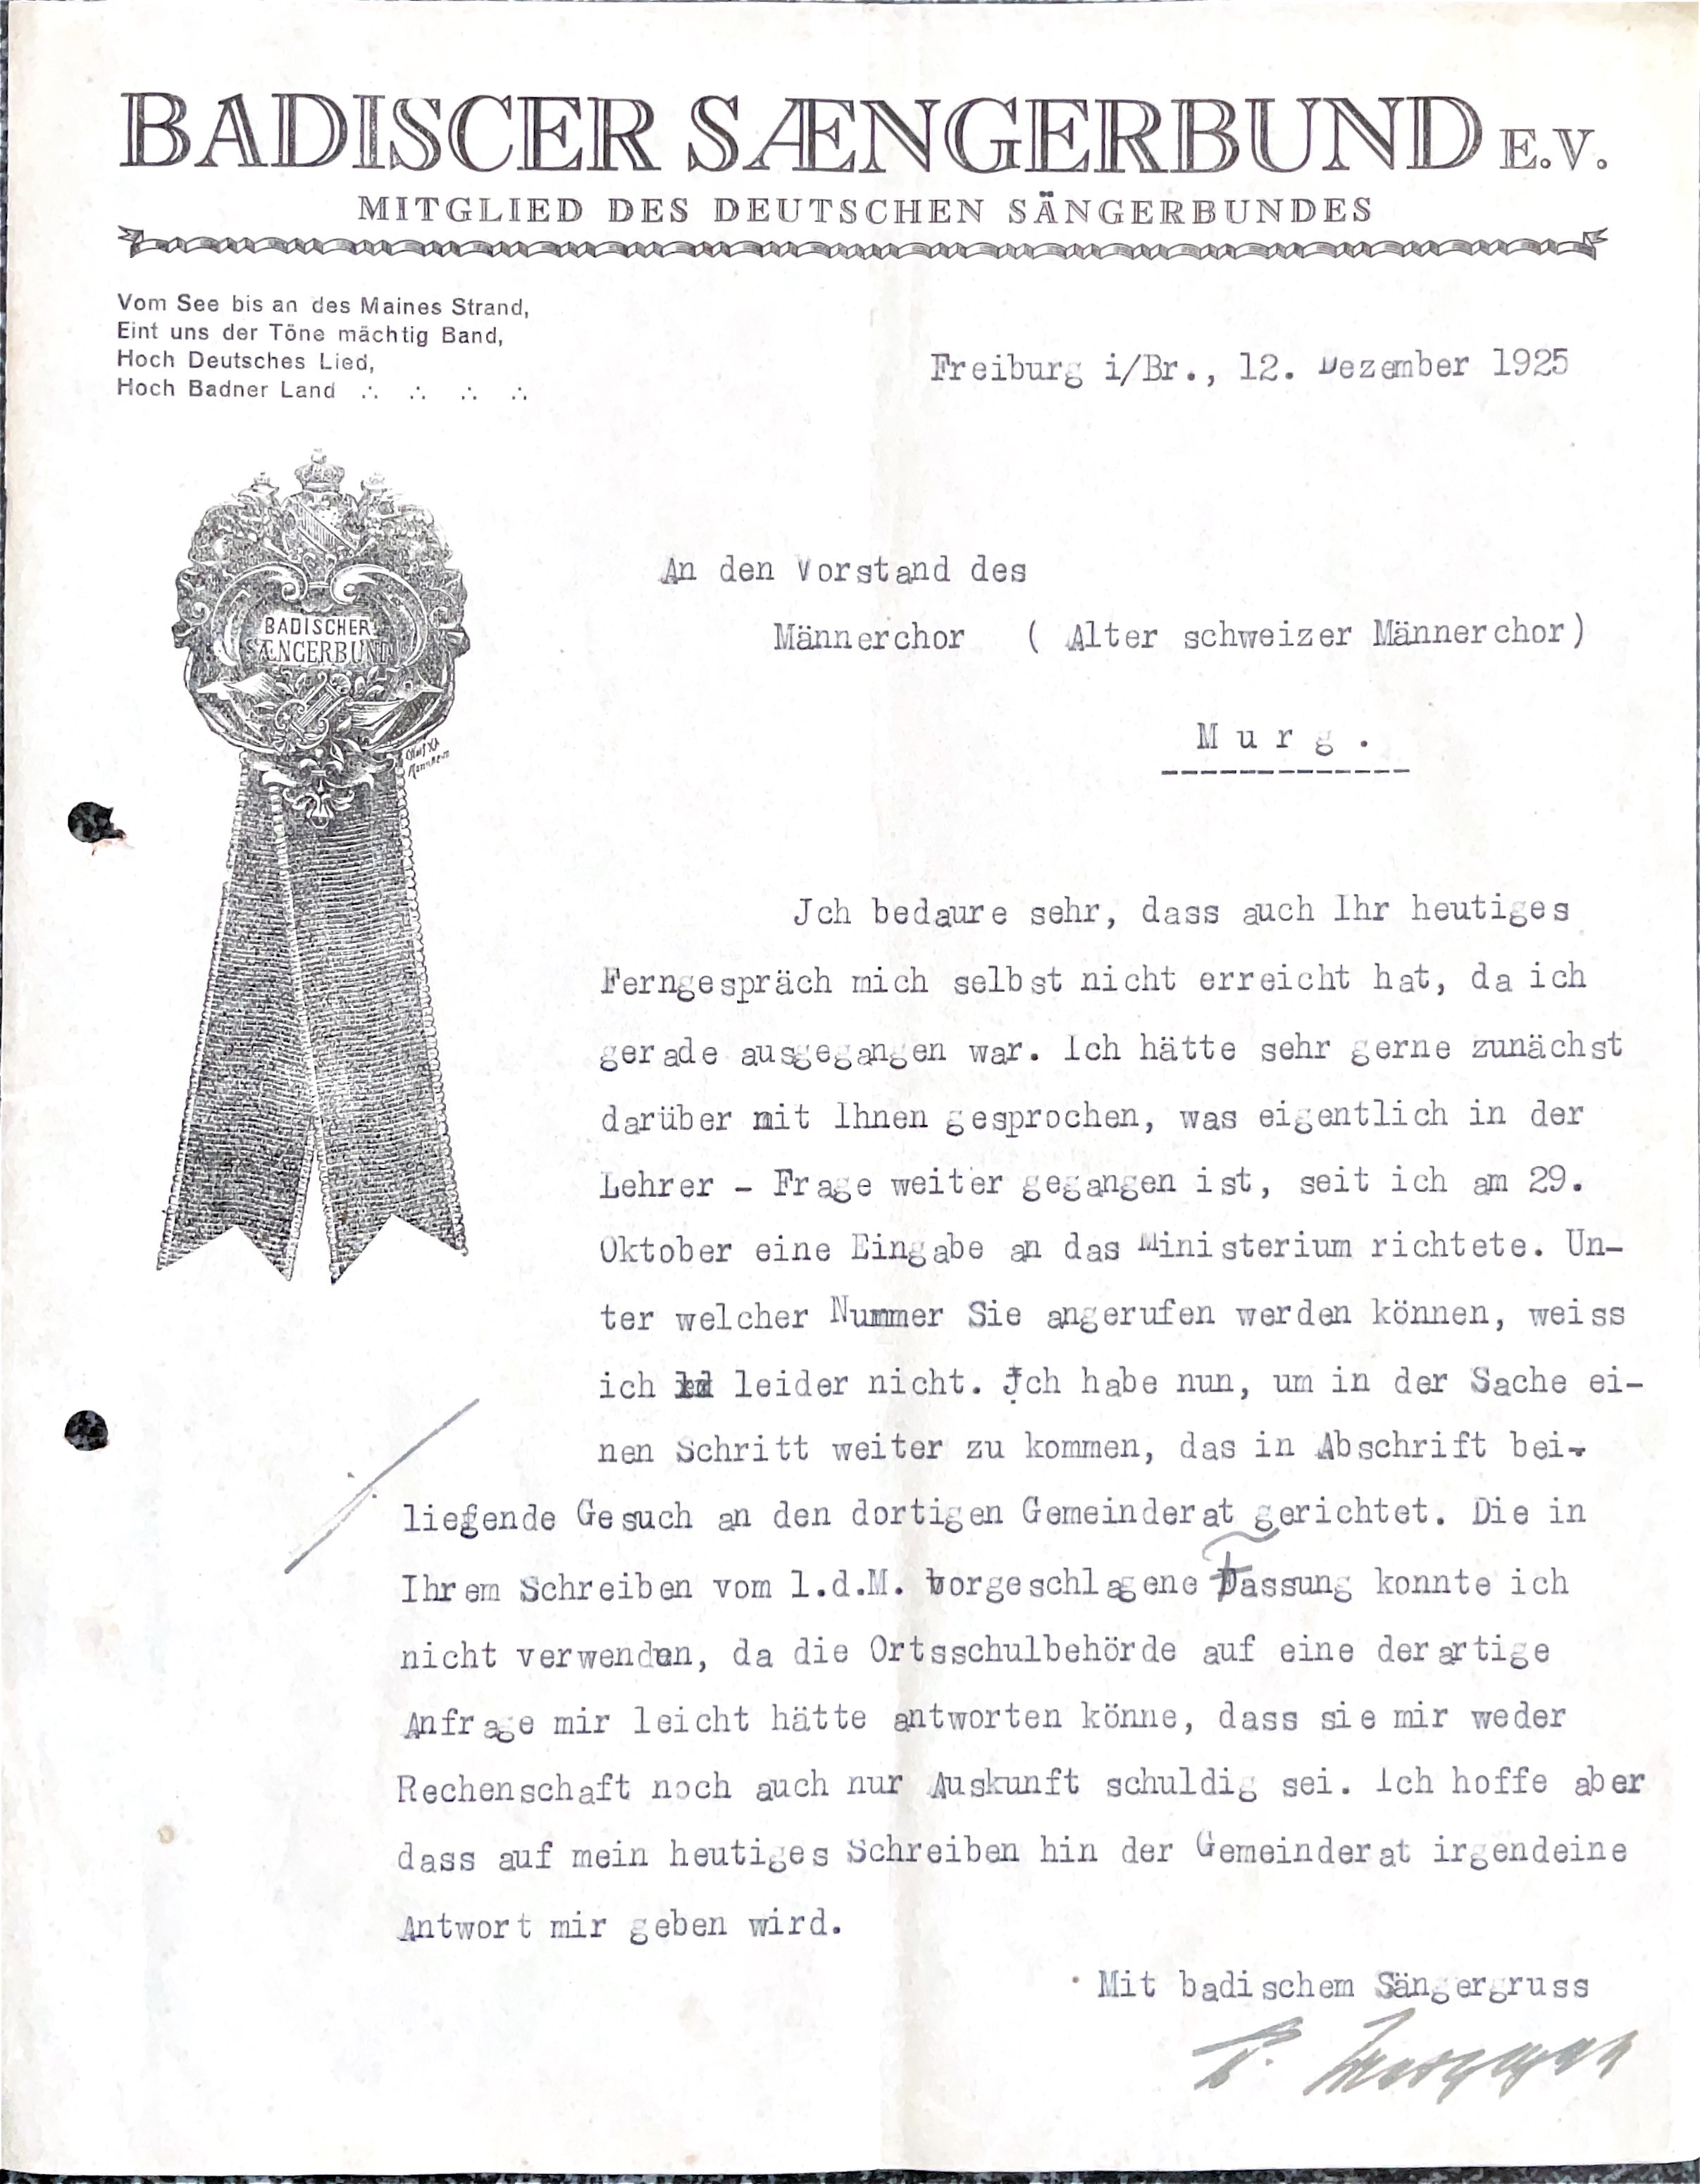 BADISCER SÆNGERBUND E.V.
MITGLIED DES DEUTSCHEN SÄNGERBUNDES
Vom See bis an des Maines Strand,
Eint uns der Töne mächtig Band,
Hoch Deutsches Lied,
Hoch Badner Land ∴ ∴ ∴ ∴
Freiburg i/Br., 12. Dezember 1925
BADISCHER
SÆNGERBUND
An den Vorstand des
Männerchor ( Alter schweizer Männerchor)
Murg.
Jch bedaure sehr, dass auch Ihr heutiges
Ferngespräch mich selbst nicht erreicht hat, da ich
gerade ausgegangen war. Ich hätte sehr gerne zunächst
darüber mit Ihnen gesprochen, was eigentlich in der
Lehrer - Frage weiter gegangen ist, seit ich am 29.
Oktober eine Eingabe an das Ministerium richtete. Un-
ter welcher Nummer Sie angerufen werden können, weiss
ich leider nicht. Jch habe nun, um in der Sache ei-
nen Schritt weiter zu kommen, das in Abschrift bei-
liegende Gesuch an den dortigen Gemeinderat gerichtet. Die in
Ihrem Schreiben vom 1.d.M. vorgeschlagene Fassung konnte ich
nicht verwenden, da die Ortsschulbehörde auf eine derartige
Anfrage mir leicht hätte antworten könne, dass sie mir weder
Rechenschaft noch auch nur Auskunft schuldig sei. Ich hoffe aber
dass auf mein heutiges Schreiben hin der Gemeinderat irgendeine
Antwort mir geben wird.
Mit badischem Sängergruss